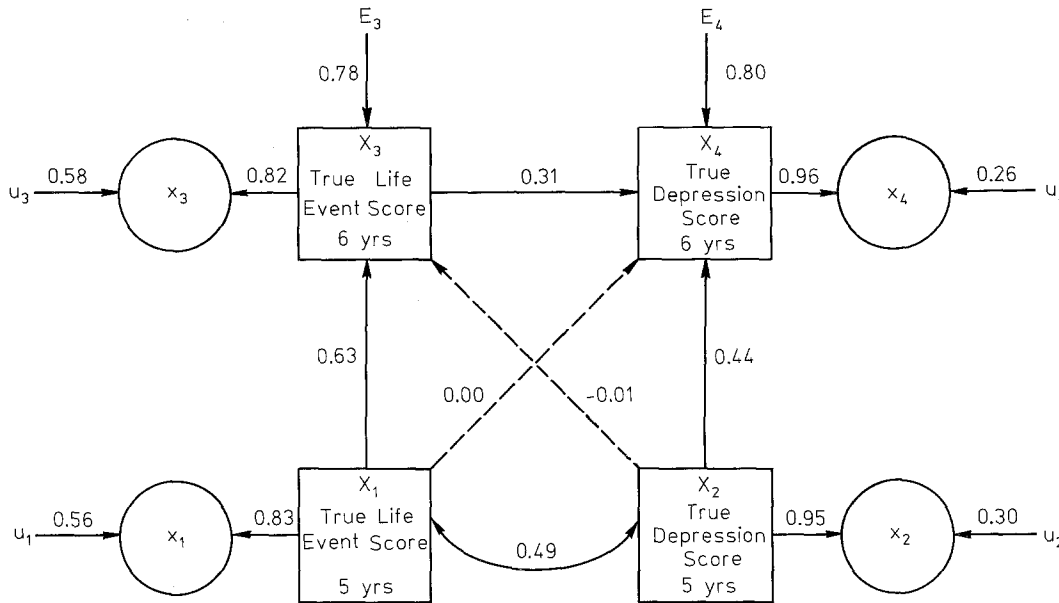 E₃ E₄
0.78 0.80
X₃
True Life
Event Score
6 yrs
X₄
True
Depression
Score
6 yrs
u₃ 0.58 x₃ 0.82 0.31 0.96 x₄ 0.26 u
0.63 0.00 -0.01 0.44
X₁
True Life
Event Score
5 yrs
X₂
True
Depression
Score
5 yrs
u₁ 0.56 x₁ 0.83 0.49 0.95 x₂ 0.30 u₂